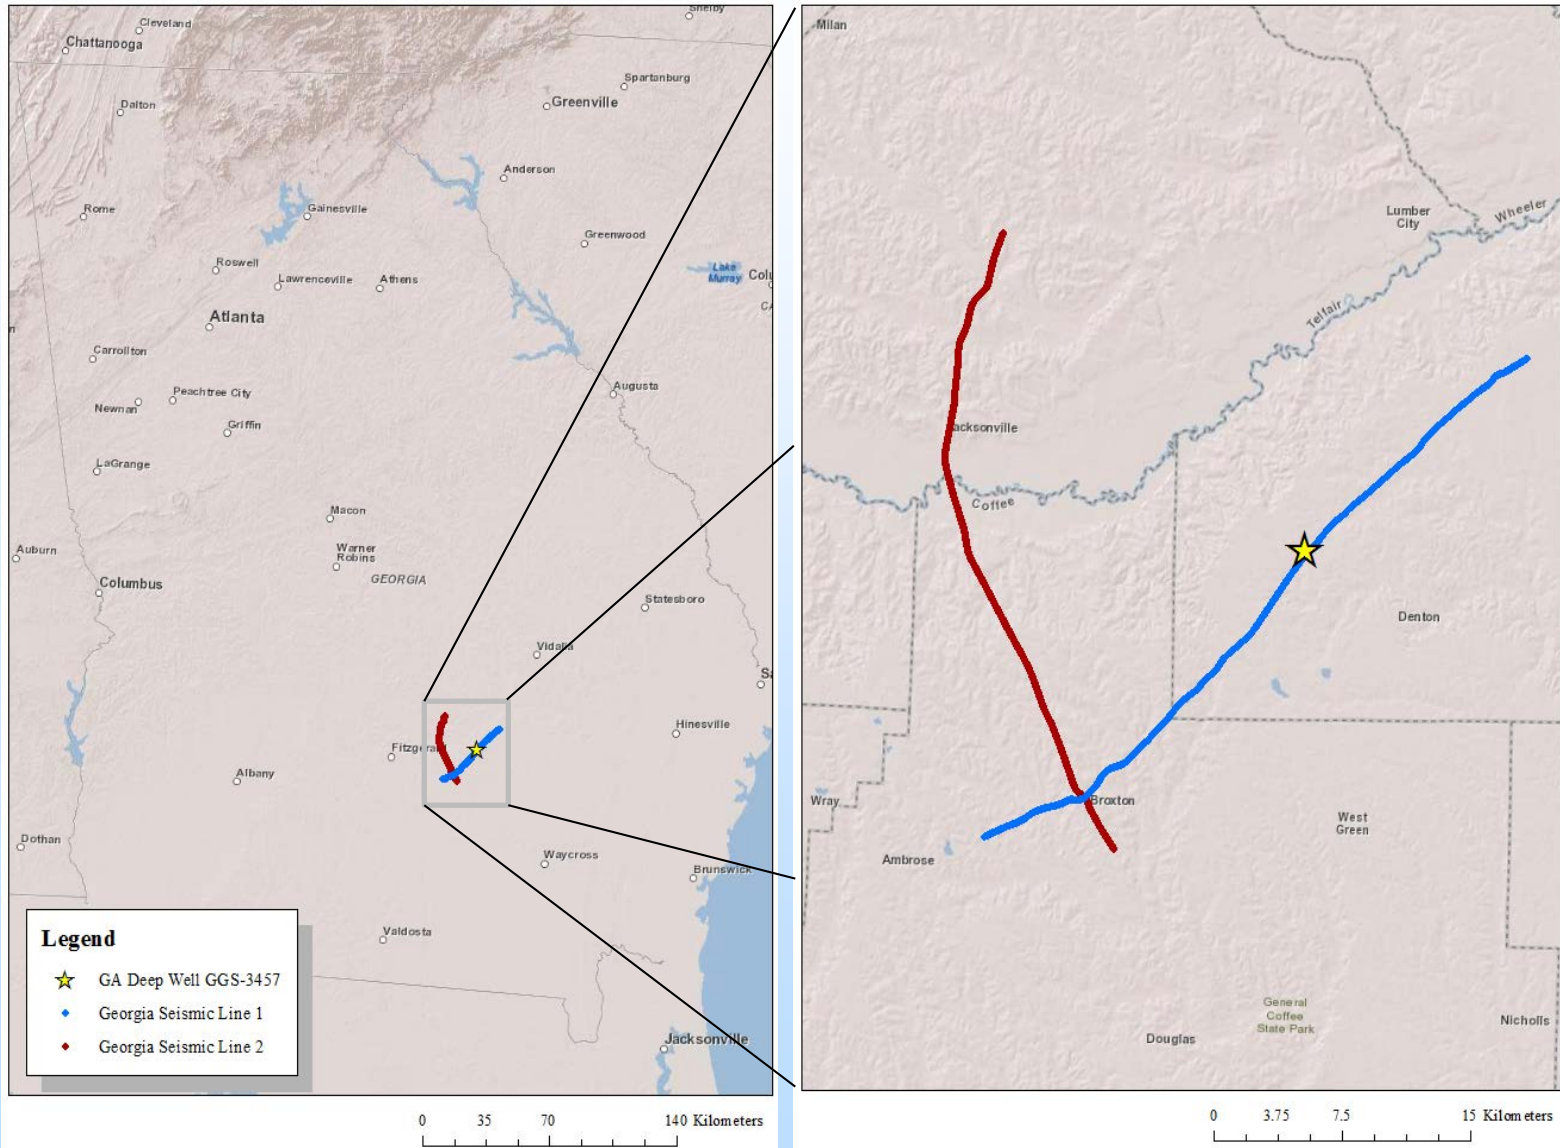 Shelby
Cleveland
Chattanooga
Spartanburg
Dalton
Greenville
Anderson
Rome
Gainesville
Greenwood
Roswell
Lawrenceville
Athens
Lake
Murray
Atlanta
Carrollton
Peachtree City
Newnan
Augusta
Griffin
LaGrange
Macon
Warner
Robins
Auburn
GEORGIA
Columbus
Statesboro
Vidalia
Hinesville
Albany
Dothan
Waycross
Brunswick
Valdosta
Jacksonville
Legend
GA Deep Well GGS-3457
Georgia Seismic Line 1
Georgia Seismic Line 2
0 35 70 140 Kilometers
Milan
Lumber
City
Wheeler
Telfair
acksonville
Coffee
Denton
Wray
Broxton
West
Green
Ambrose
General
Coffee
State Park
Nicholls
Douglas
0 3.75 7.5 15 Kilometers